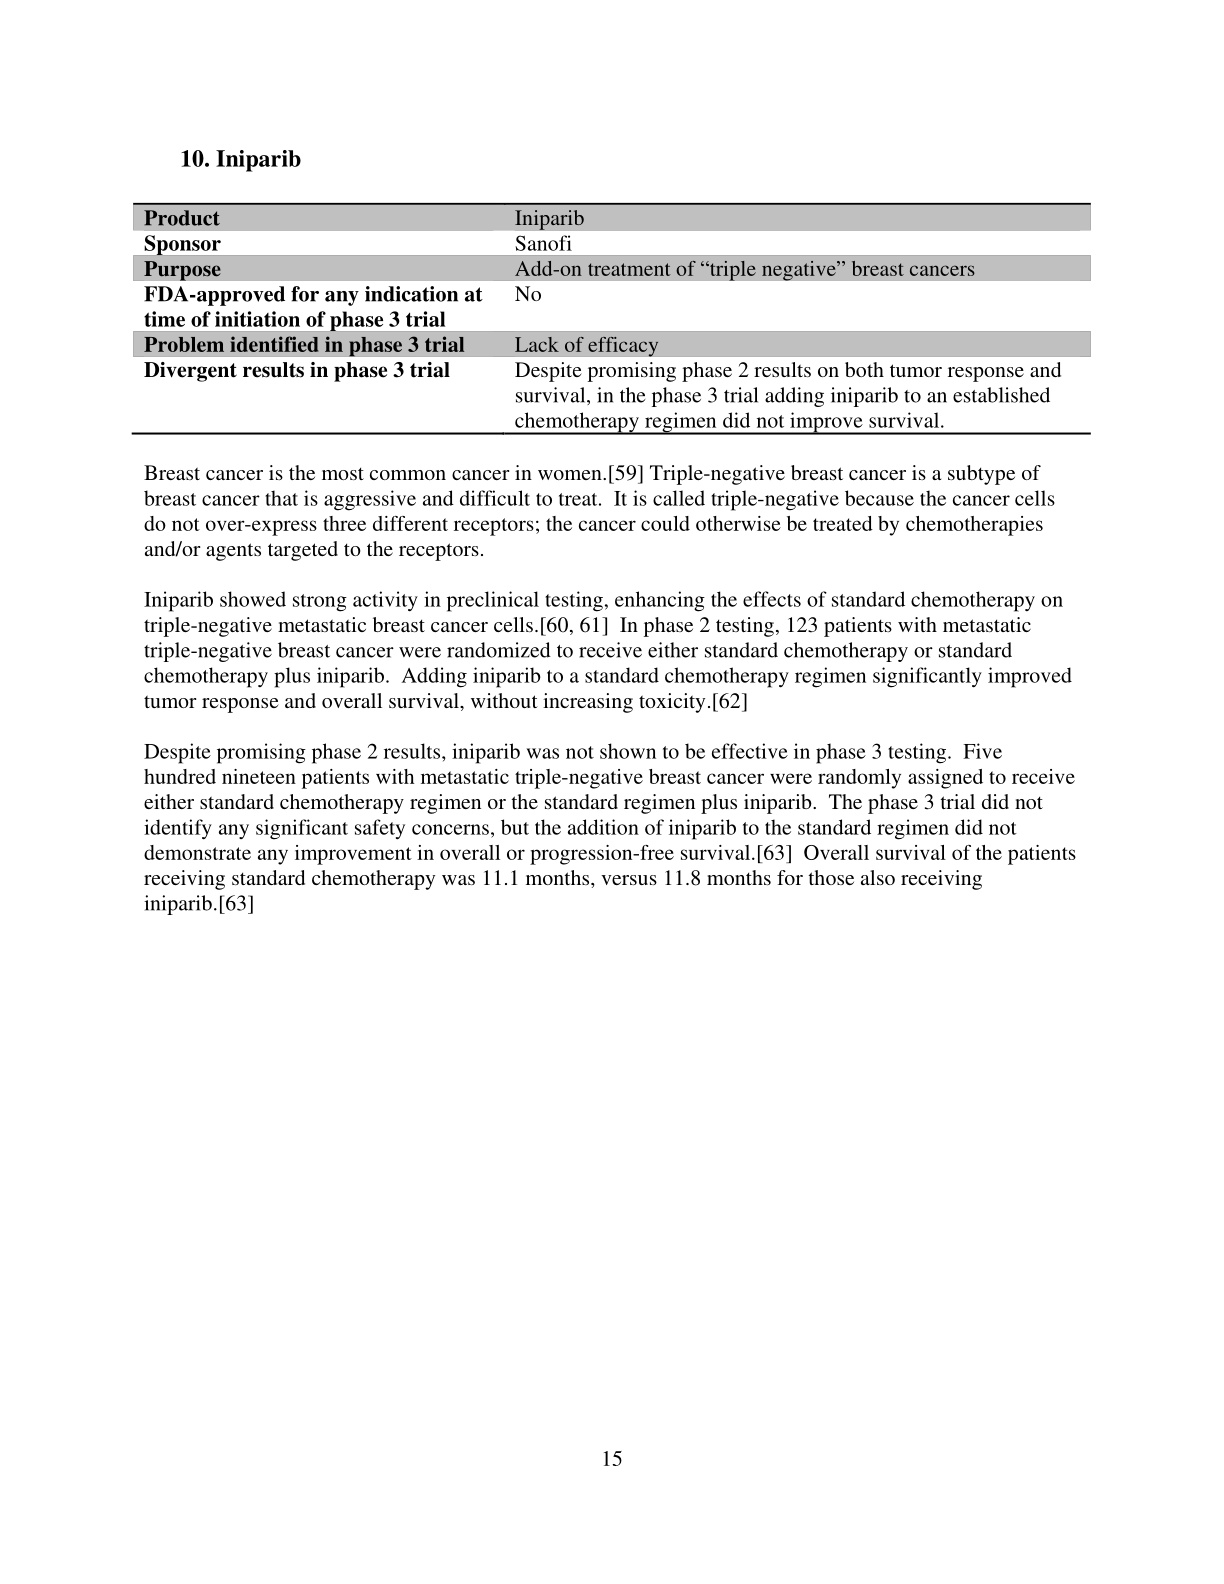 10. Iniparib
Product Iniparib
Sponsor Sanofi
Purpose Add-on treatment of “triple negative” breast cancers
FDA-approved for any indication at No
time of initiation of phase 3 trial
Problem identified in phase 3 trial Lack of efficacy
Divergent results in phase 3 trial Despite promising phase 2 results on both tumor response and
survival, in the phase 3 trial adding iniparib to an established
chemotherapy regimen did not improve survival.
Breast cancer is the most common cancer in women.[59] Triple-negative breast cancer is a subtype of
breast cancer that is aggressive and difficult to treat.  It is called triple-negative because the cancer cells
do not over-express three different receptors; the cancer could otherwise be treated by chemotherapies
and/or agents targeted to the receptors.
Iniparib showed strong activity in preclinical testing, enhancing the effects of standard chemotherapy on
triple-negative metastatic breast cancer cells.[60, 61]  In phase 2 testing, 123 patients with metastatic
triple-negative breast cancer were randomized to receive either standard chemotherapy or standard
chemotherapy plus iniparib.  Adding iniparib to a standard chemotherapy regimen significantly improved
tumor response and overall survival, without increasing toxicity.[62]
Despite promising phase 2 results, iniparib was not shown to be effective in phase 3 testing.  Five
hundred nineteen patients with metastatic triple-negative breast cancer were randomly assigned to receive
either standard chemotherapy regimen or the standard regimen plus iniparib.  The phase 3 trial did not
identify any significant safety concerns, but the addition of iniparib to the standard regimen did not
demonstrate any improvement in overall or progression-free survival.[63]  Overall survival of the patients
receiving standard chemotherapy was 11.1 months, versus 11.8 months for those also receiving
iniparib.[63]
15